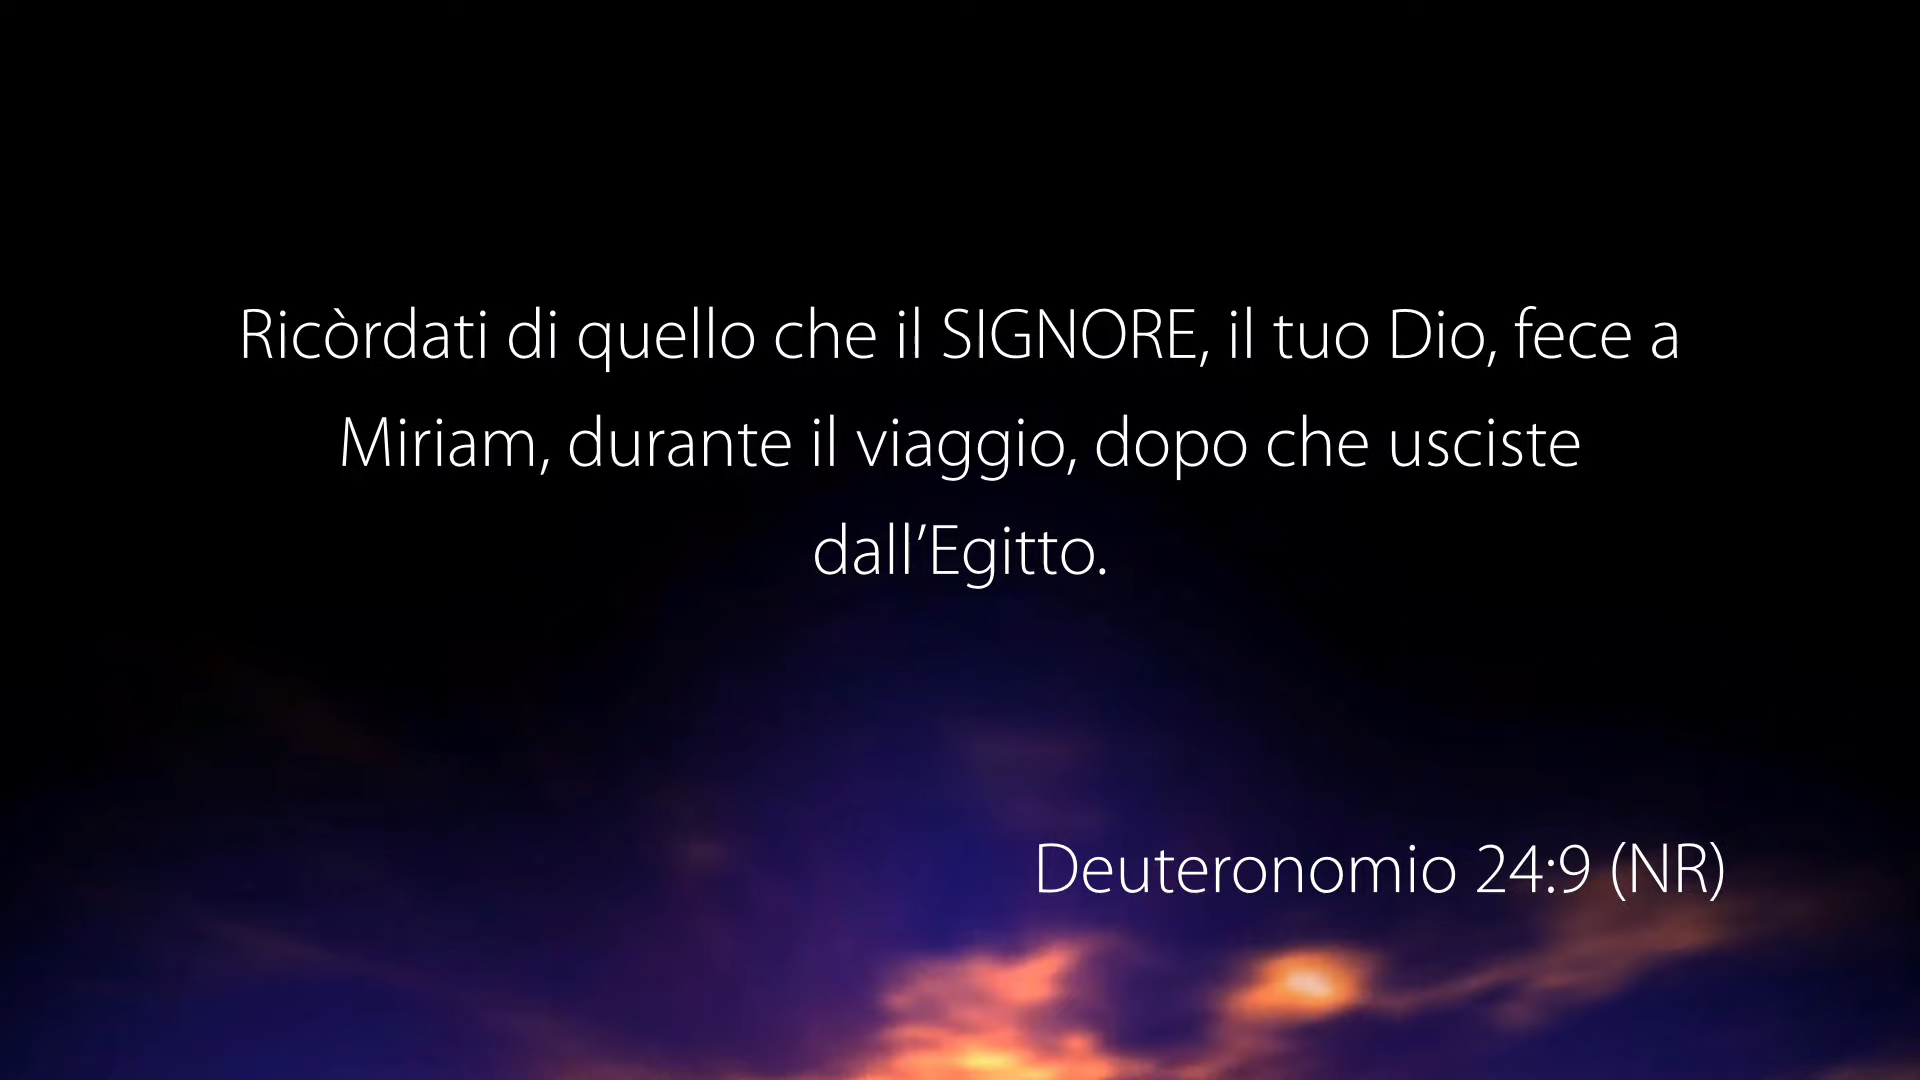 Ricòrdati di quello che il SIGNORE, il tuo Dio, fece a
Miriam, durante il viaggio, dopo che usciste
dall’Egitto.
Deuteronomio 24:9 (NR)